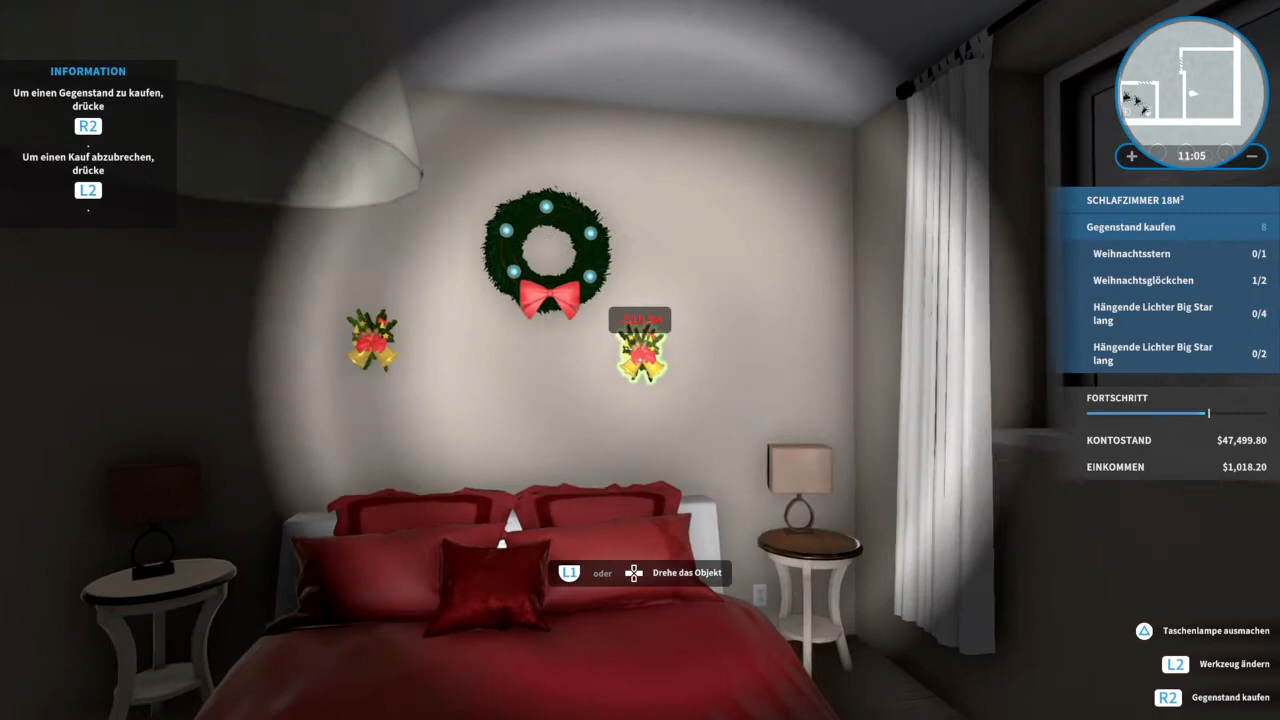 INFORMATION
Um einen Gegenstand zu kaufen,
drücke
R2
.
Um einen Kauf abzubrechen,
drücke
L2
.
11:05
SCHLAFZIMMER 18M²
Gegenstand kaufen 8
Weihnachtsstern 0/1
Weihnachtsglöckchen 1/2
Hängende Lichter Big Star
lang 0/4
Hängende Lichter Big Star
lang 0/2
FORTSCHRITT
KONTOSTAND $47,499.80
EINKOMMEN $1,018.20
L1 oder Drehe das Objekt
Taschenlampe ausmachen
L2 Werkzeug ändern
R2 Gegenstand kaufen